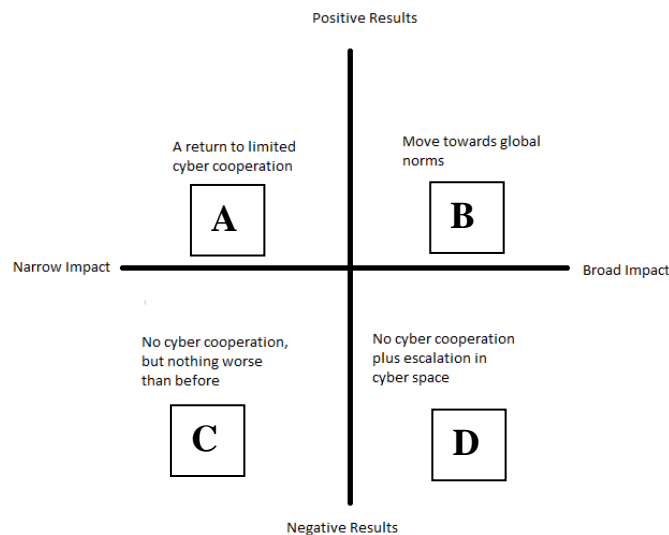 Positive Results
A return to limited
cyber cooperation
Move towards global
norms
A
B
Narrow Impact
Broad Impact
No cyber cooperation,
but nothing worse
than before
No cyber cooperation
plus escalation in
cyber space
C
D
Negative Results